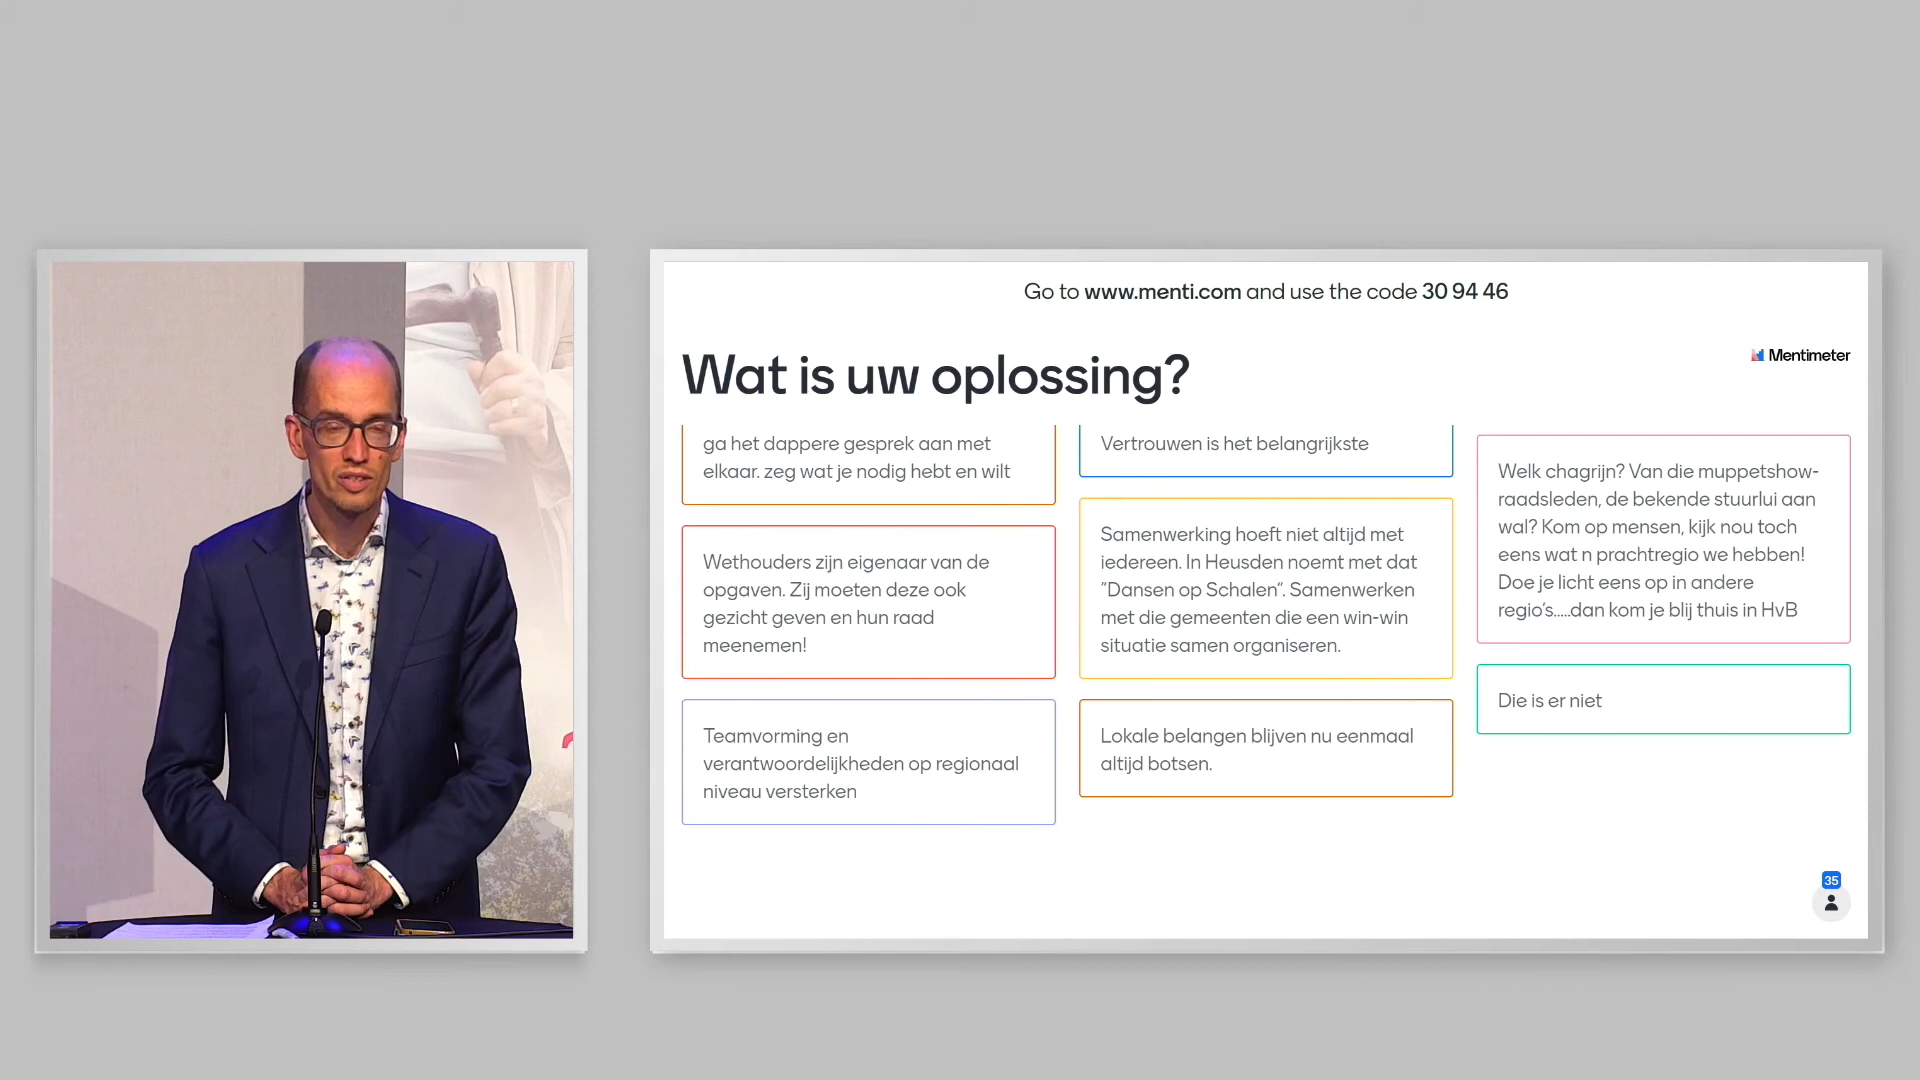 Go to www.menti.com and use the code 30 94 46
Wat is uw oplossing?
Mentimeter
ga het dappere gesprek aan met
elkaar. zeg wat je nodig hebt en wilt
Wethouders zijn eigenaar van de
opgaven. Zij moeten deze ook
gezicht geven en hun raad
meenemen!
Teamvorming en
verantwoordelijkheden op regionaal
niveau versterken
Vertrouwen is het belangrijkste
Samenwerking hoeft niet altijd met
iedereen. In Heusden noemt met dat
“Dansen op Schalen”. Samenwerken
met die gemeenten die een win-win
situatie samen organiseren.
Lokale belangen blijven nu eenmaal
altijd botsen.
Welk chagrijn? Van die muppetshow-
raadsleden, de bekende stuurlui aan
wal? Kom op mensen, kijk nou toch
eens wat n prachtregio we hebben!
Doe je licht eens op in andere
regio's.....dan kom je blij thuis in HvB
Die is er niet
35